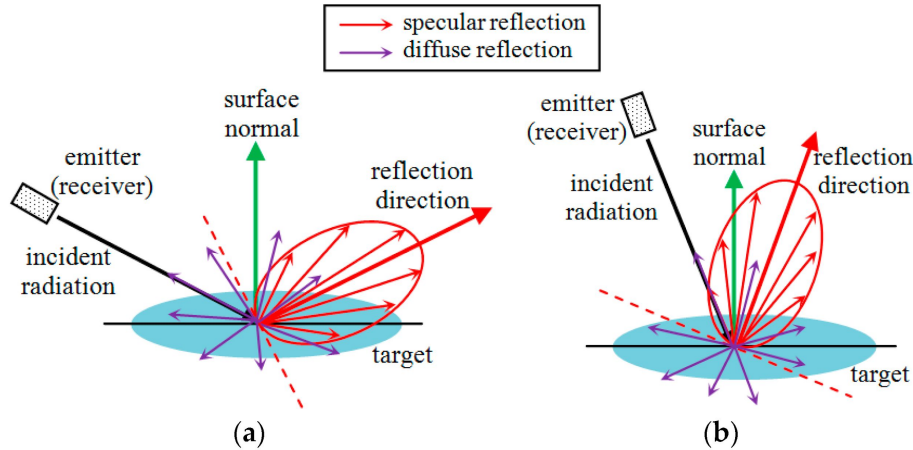 specular reflection
diffuse reflection
(a)
surface
normal
emitter
(receiver)
reflection
direction
incident
radiation
target
(b)
emitter
(receiver)
surface
normal
reflection
direction
incident
radiation
target